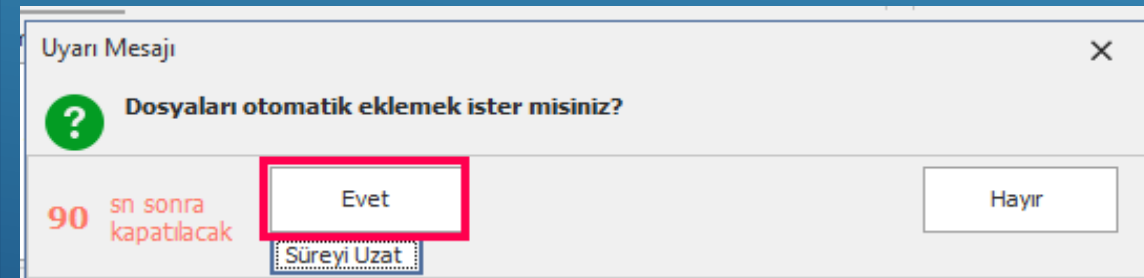 Uyarı Mesajı
Dosyaları otomatik eklemek ister misiniz?
90 sn sonra
kapatılacak
Evet
Süreyi Uzat
Hayır